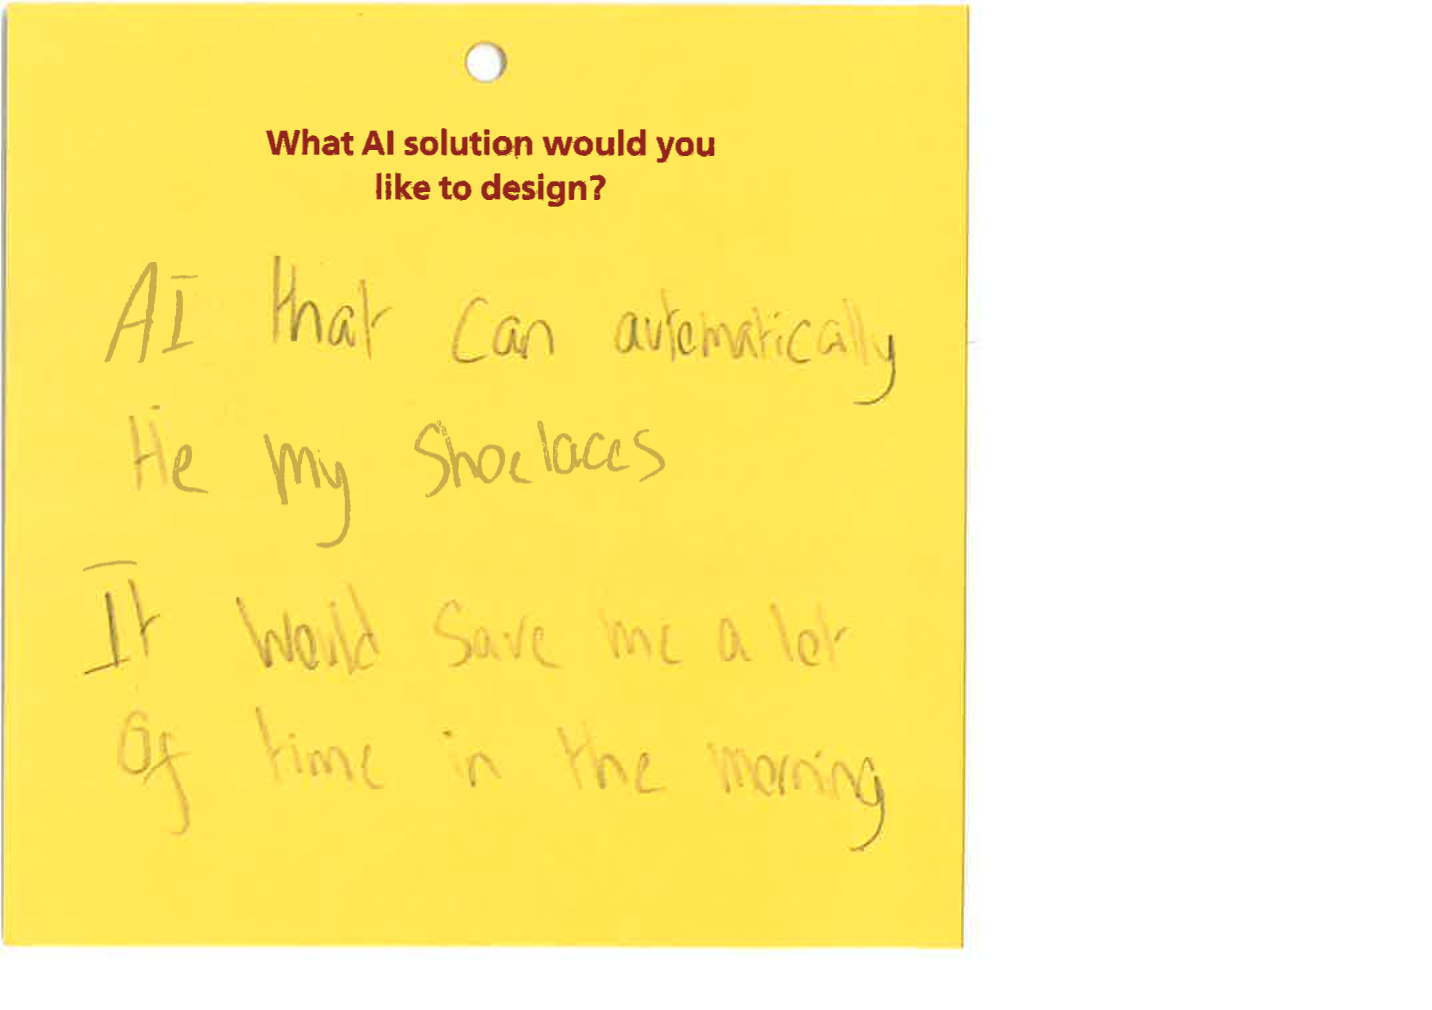 What AI solution would you
like to design?
AI that can automatically
tie my Shoelaces
It would save me a lot
Of time in the morning